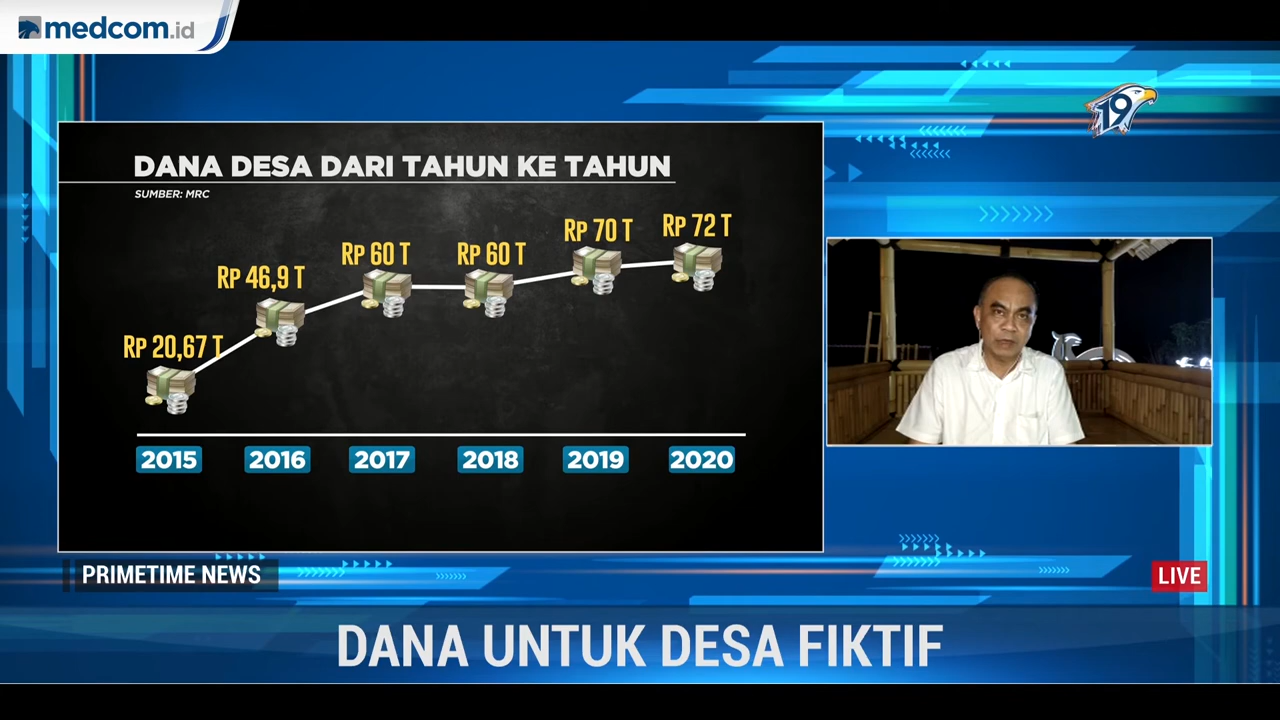 medcom.id
19
DANA DESA DARI TAHUN KE TAHUN
SUMBER: MRC
Rp 20,67 T
Rp 46,9 T
Rp 60 T
Rp 60 T
Rp 70 T
Rp 72 T
2015
2016
2017
2018
2019
2020
PRIMETIME NEWS
LIVE
DANA UNTUK DESA FIKTIF